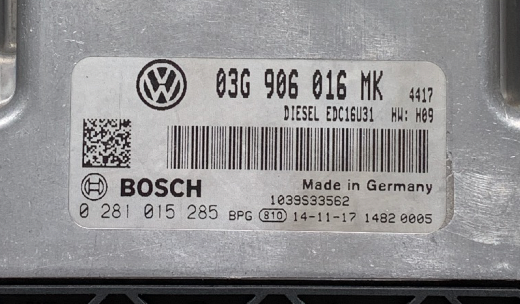 03G 906 016 MK 4417
DIESEL EDC16U31 HW: H09
BOSCH Made in Germany
1039S33562
0 281 015 285 BPG 810 14-11-17 1482 0005